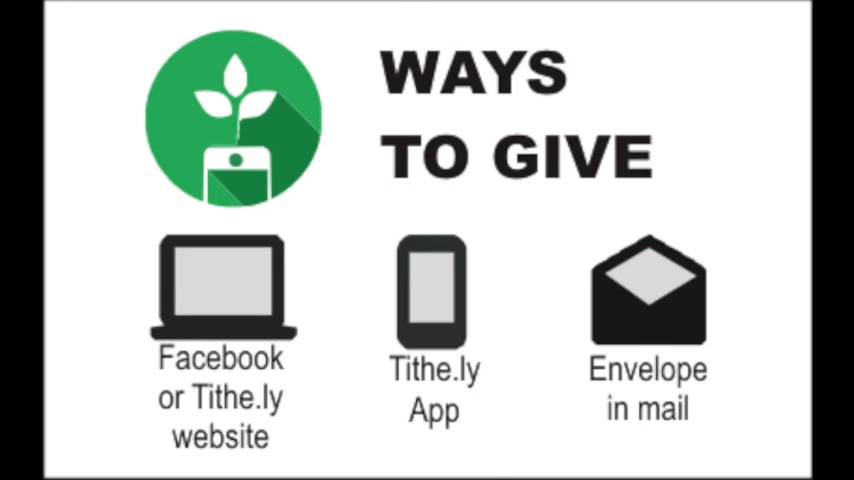 WAYS
TO GIVE
Facebook
or Tithe.ly
website
Tithe.ly
App
Envelope
in mail